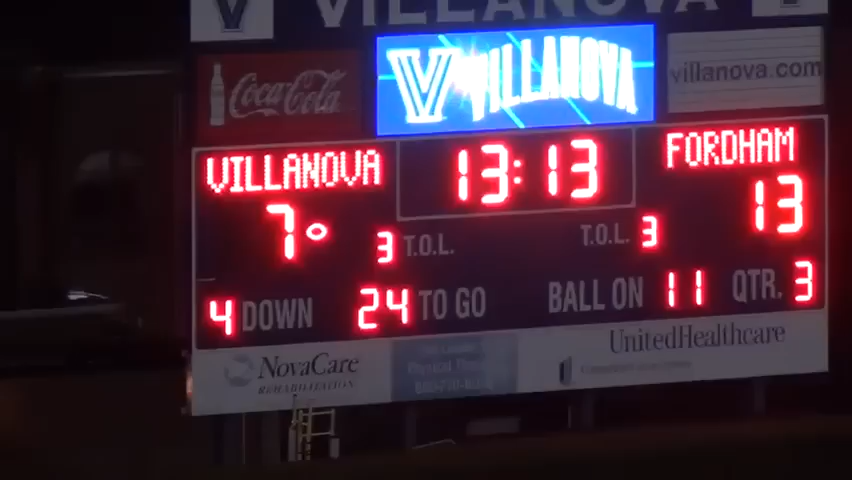 VILLANOVA
Coca-Cola
V VILLANOVA
villanova.com
VILLANOVA 13:13 FORDHAM
7 3 T.O.L. T.O.L. 3 13
4 DOWN 24 TO GO BALL ON 11 QTR. 3
NovaCare
REHABILITATION
UnitedHealthcare